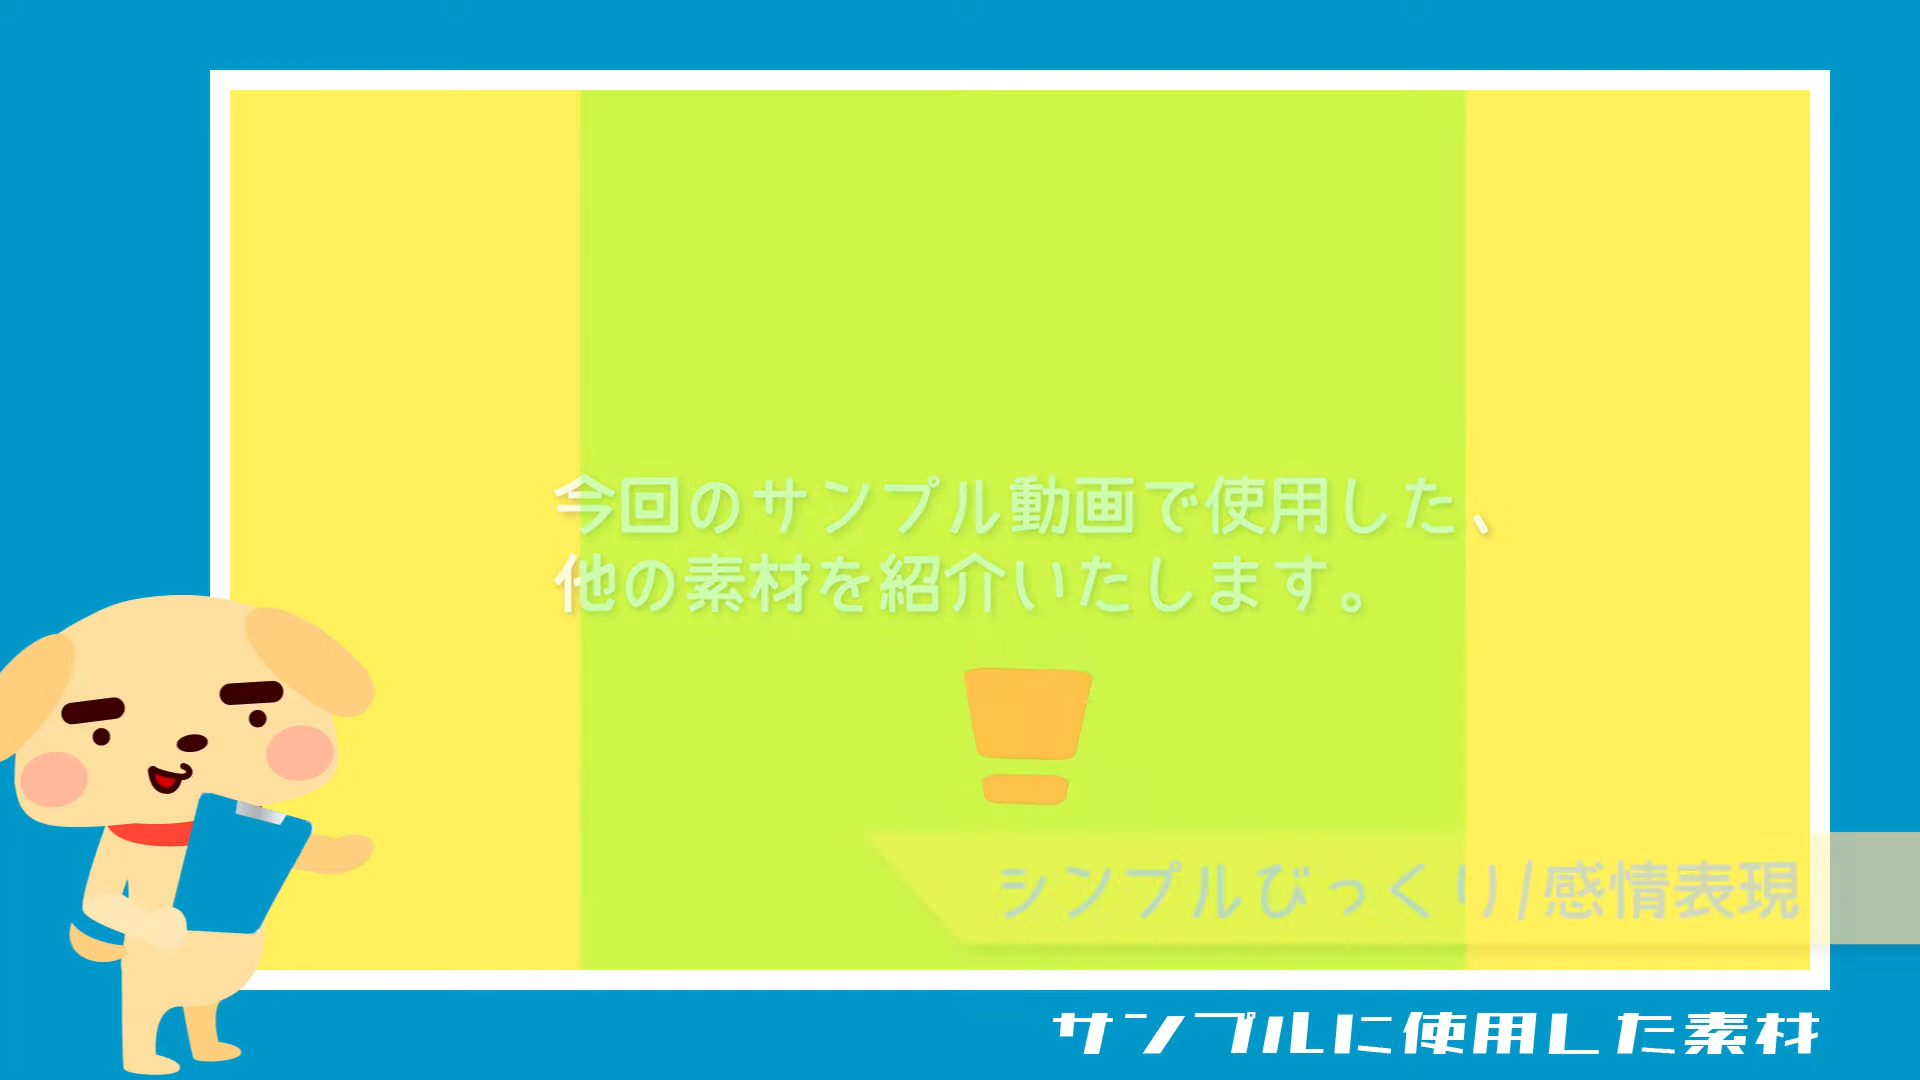 今回のサンプル動画で使用した、
他の素材を紹介いたします。
シンプルびっくり/感情表現
サンプルに使用した素材